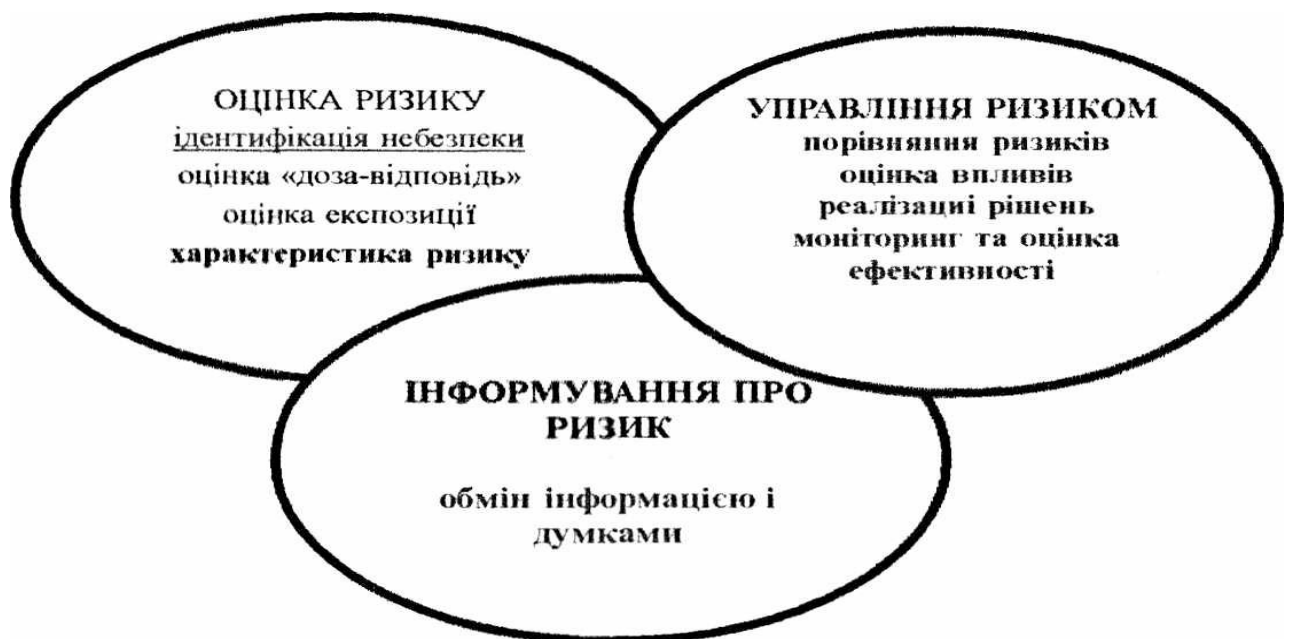 ОЦІНКА РИЗИКУ
ідентифікація небезпеки
оцінка «доза-відповідь»
оцінка експозиції
характеристика ризику
УПРАВЛІННЯ РИЗИКОМ
порівняння ризиків
оцінка впливів
реалізациі рішень
моніторинг та оцінка
ефективності
ІНФОРМУВАННЯ ПРО
РИЗИК
обмін інформацією і
думками